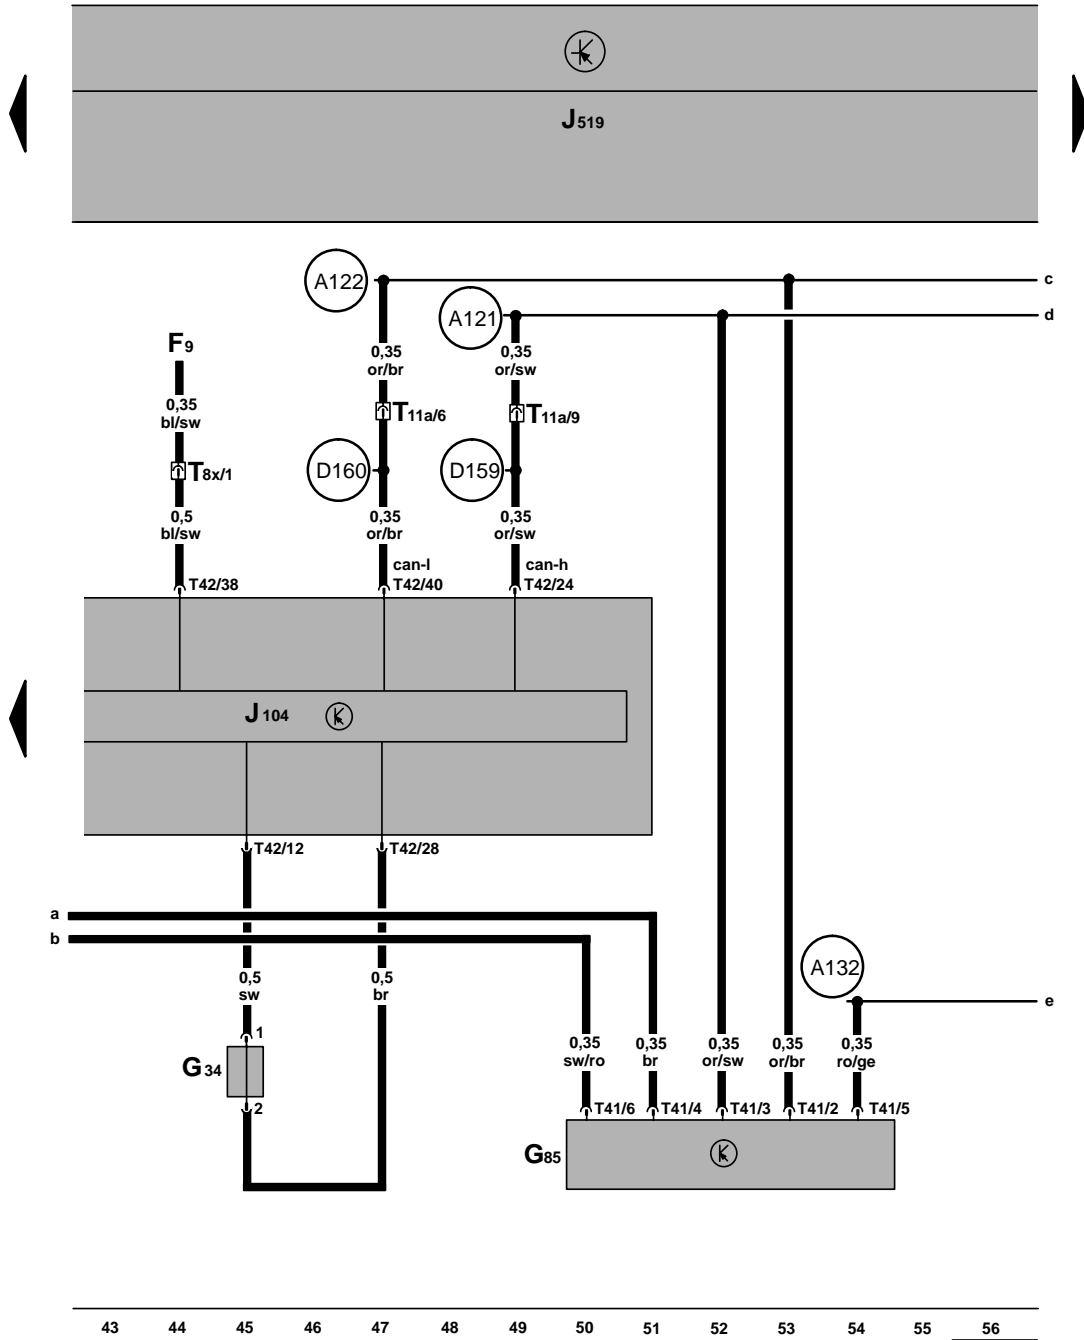 J519
A122
c
A121
d
F9
0,35
bl/sw
0,35
or/br
0,35
or/sw
T11a/6
T11a/9
T8x/1
D160
D159
0,5
bl/sw
0,35
or/br
0,35
or/sw
can-l
can-h
T42/38
T42/40
T42/24
J104
T42/12
T42/28
a
b
A132
0,5
sw
0,5
br
e
1
G34
2
0,35
sw/ro
0,35
br
0,35
or/sw
0,35
or/br
0,35
ro/ge
T41/6
T41/4
T41/3
T41/2
T41/5
G85
43 44 45 46 47 48 49 50 51 52 53 54 55 56